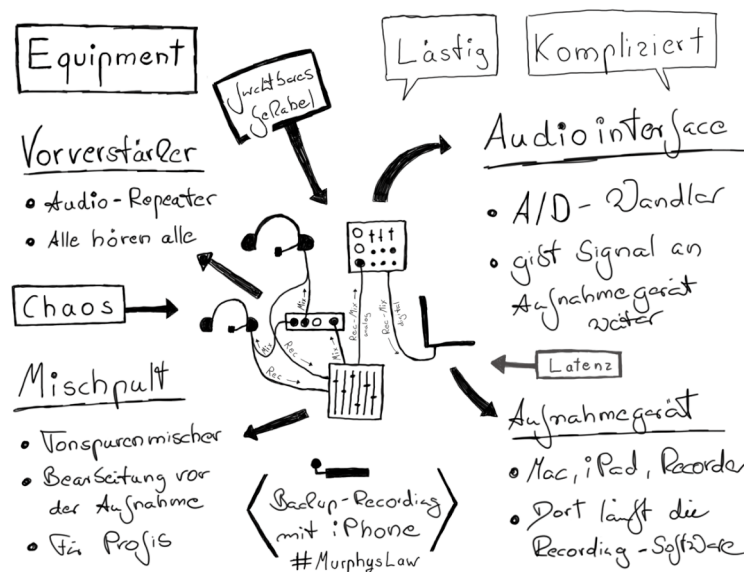 Equipment
Furchtbares
Gekabel
Lästig
Kompliziert
Vorverstärker
• Audio-Repeater
• Alle hören alle
Chaos
Mischpult
• Tonspurenmischer
• Bearbeitung vor
der Aufnahme
• Für Profis
Audiointerface
• A/D-Wandler
• gibt Signal an
Aufnahmegerät
weiter
Latenz
Aufnahmegerät
• Mac, iPad, Recorder
• Dort läuft die
Recording-Software
Mix
Mix
Mix
Rec
Rec
Rec-Mix
analog
Rec-Mix
digital
Backup-Recording
mit iPhone
#MurphysLaw